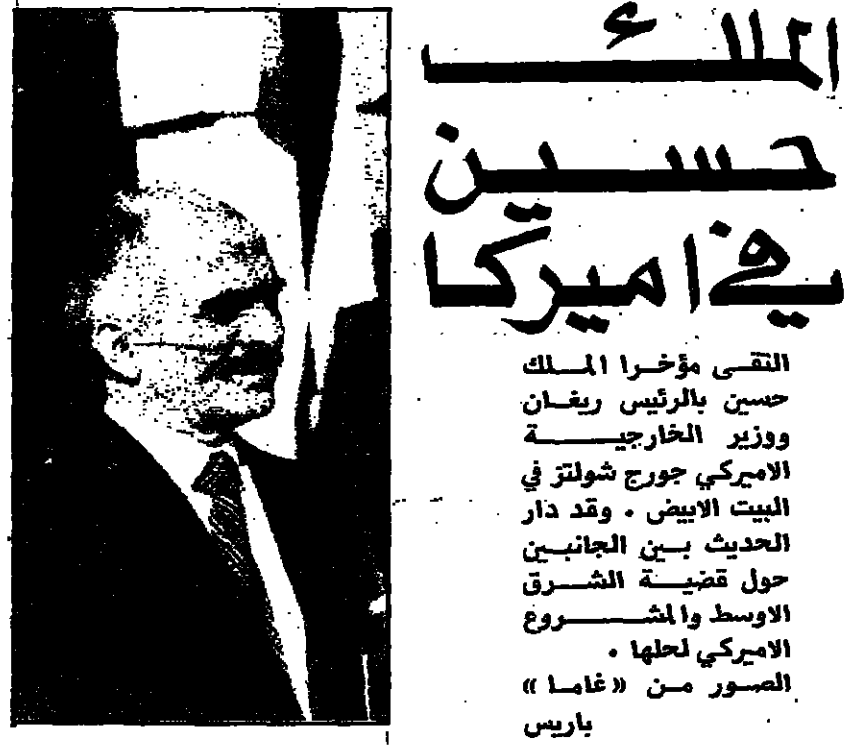 الملك
حسين
في اميركا
التقى مؤخرا الملك
حسين بالرئيس ريغان
ووزير الخارجية
الاميركي جورج شولتز في
البيت الابيض . وقد دار
الحديث بين الجانبين
حول قضية الشرق
الاوسط والمشروع
الاميركي لحلها .
الصور من «غاما»
باريس